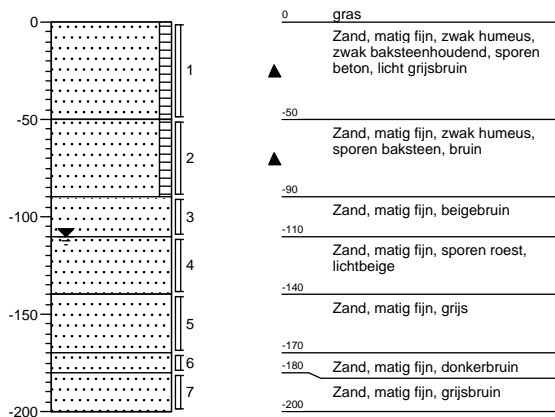 0
-50
-100
-150
-200
1
2
3
4
5
6
7
0 gras
Zand, matig fijn, zwak humeus,
zwak baksteenhoudend, sporen
beton, licht grijsbruin
-50
Zand, matig fijn, zwak humeus,
sporen baksteen, bruin
-90
Zand, matig fijn, beigebruin
-110
Zand, matig fijn, sporen roest,
lichtbeige
-140
Zand, matig fijn, grijs
-170
Zand, matig fijn, donkerbruin
-180
Zand, matig fijn, grijsbruin
-200